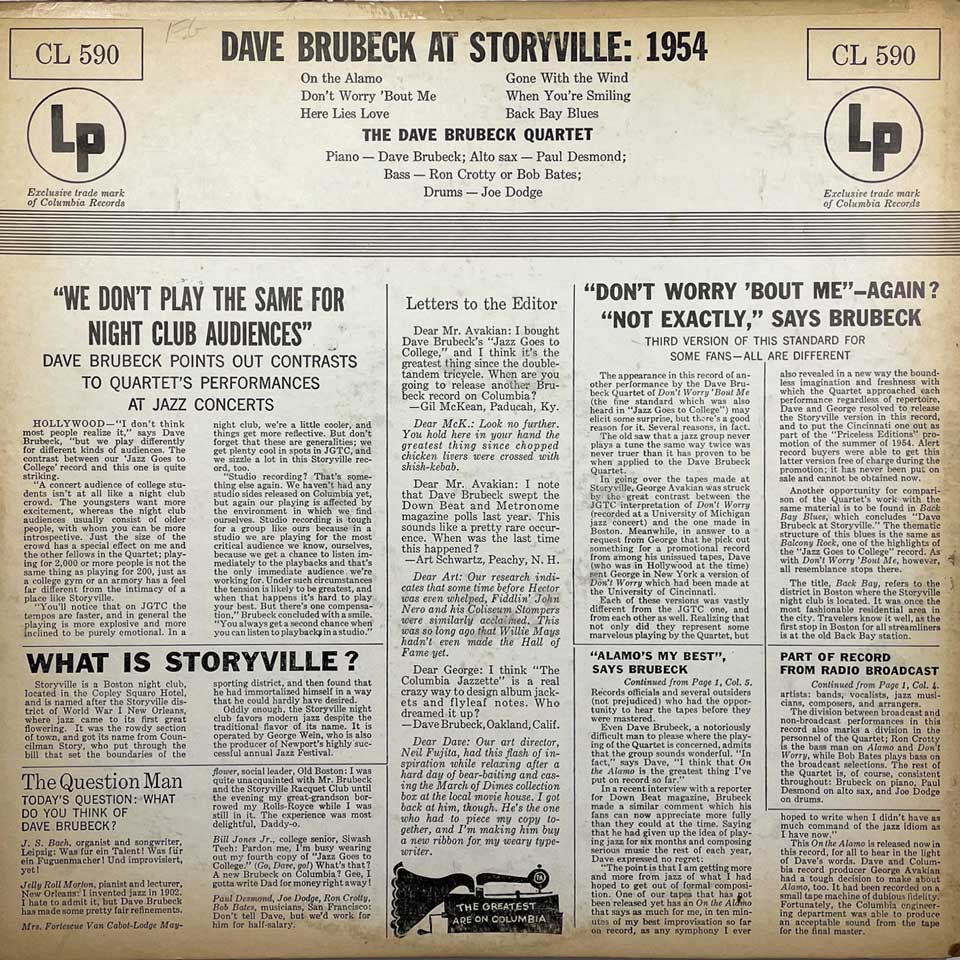 CL 590
DAVE BRUBECK AT STORYVILLE: 1954
CL 590
On the Alamo
Don't Worry 'Bout Me
Here Lies Love
Gone With the Wind
When You're Smiling
Back Bay Blues
THE DAVE BRUBECK QUARTET
Piano — Dave Brubeck; Alto sax — Paul Desmond;
Bass — Ron Crotty or Bob Bates;
Drums — Joe Dodge
Lp
Exclusive trade mark
of Columbia Records
Lp
Exclusive trade mark
of Columbia Records
"WE DON'T PLAY THE SAME FOR
NIGHT CLUB AUDIENCES"
DAVE BRUBECK POINTS OUT CONTRASTS
TO QUARTET'S PERFORMANCES
AT JAZZ CONCERTS
HOLLYWOOD—"I don't think
most people realize it," says Dave
Brubeck, "but we play differently
for different kinds of audiences. The
contrast between our 'Jazz Goes to
College' record and this one is quite
striking.
"A concert audience of college stu-
dents isn't at all like a night club
crowd. The youngsters want more
excitement, whereas the night club
audiences usually consist of older
people, with whom you can be more
introspective. Just the size of the
crowd has a special effect on me and
the other fellows in the Quartet; play-
ing for 2,000 or more people is not the
same thing as playing for 200, just as
a college gym or an armory has a feel
far different from the intimacy of a
place like Storyville.
"You'll notice that on JGTC the
tempos are faster, and in general the
playing is more explosive and more
inclined to be purely emotional. In a
night club, we're a little cooler, and
things get more reflective. But don't
forget that these are generalities; we
get plenty cool in spots in JGTC, and
we sizzle a lot in this Storyville rec-
ord, too.
"Studio recording? That's some-
thing else again. We haven't had any
studio sides released on Columbia yet,
but again our playing is affected by
the environment in which we find
ourselves. Studio recording is tough
for a group like ours because in a
studio we are playing for the most
critical audience we know, ourselves,
because we get a chance to listen im-
mediately to the playbacks and that's
the only immediate audience we're
working for. Under such circumstances
the tension is likely to be greatest, and
when that happens it's hard to play
your best. But there's one compensa-
tion," Brubeck concluded with a smile.
"You always get a second chance when
you can listen to playbacks in a studio."
WHAT IS STORYVILLE?
Storyville is a Boston night club,
located in the Copley Square Hotel,
and is named after the Storyville dis-
trict of World War I New Orleans,
where jazz came to its first great
flowering. It was the rowdy section
of town, and got its name from Coun-
cilman Story, who put through the
bill that set the boundaries of the
sporting district, and then found that
he had immortalized himself in a way
that he could hardly have desired.
Oddly enough, the Storyville night
club favors modern jazz despite the
traditional flavor of its name. It is
operated by George Wein, who is also
the producer of Newport's highly suc-
cessful annual Jazz Festival.
The Question Man
TODAY'S QUESTION: WHAT
DO YOU THINK OF
DAVE BRUBECK?
J. S. Bach, organist and songwriter,
Leipzig: Was für ein Talent! Was für
ein Fuguenmacher! Und improvisiert,
yet!
Jelly Roll Morton, pianist and lecturer,
New Orleans: I invented jazz in 1902.
I hate to admit it, but Dave Brubeck
has made some pretty fair refinements.
Mrs. Fortescue Van Cabot-Lodge May-
flower, social leader, Old Boston: I was
quite unacquainted with Mr. Brubeck
and the Storyville Racquet Club until
the evening my great-grandson bor-
rowed my Rolls-Royce while I was
still in it. The experience was most
delightful, Daddy-o.
Bill Jones Jr., college senior, Siwash
Tech: Pardon me, I'm busy wearing
out my fourth copy of "Jazz Goes to
College." (Go, Dave, go!) What's that?
A new Brubeck on Columbia? Gee, I
gotta write Dad for money right away!
Paul Desmond, Joe Dodge, Ron Crotty,
Bob Bates, musicians, San Francisco:
Don't tell Dave, but we'd work for
him for half-salary.
Letters to the Editor
Dear Mr. Avakian: I bought
Dave Brubeck's "Jazz Goes to
College," and I think it's the
greatest thing since the double-
tandem tricycle. When are you
going to release another Bru-
beck record on Columbia?
—Gil McKean, Paducah, Ky.
Dear McK.: Look no further.
You hold here in your hand the
greatest thing since chopped
chicken livers were crossed with
shish-kebab.
Dear Mr. Avakian: I note
that Dave Brubeck swept the
Down Beat and Metronome
magazine polls last year. This
sounds like a pretty rare occur-
ence. When was the last time
this happened?
—Art Schwartz, Peachy, N. H.
Dear Art: Our research indi-
cates that some time before Hector
was even whelped, Fiddlin' John
Nero and his Coliseum Stompers
were similarly acclaimed. This
was so long ago that Willie Mays
hadn't even made the Hall of
Fame yet.
Dear George: I think "The
Columbia Jazzette" is a real
crazy way to design album jack-
ets and flyleaf notes. Who
dreamed it up?
—Dave Brubeck, Oakland, Calif.
Dear Dave: Our art director,
Neil Fujita, had this flash of in-
spiration while relaxing after a
hard day of bear-baiting and cas-
ing the March of Dimes collection
box at the local movie house. I got
back at him, though. He's the one
who had to piece my copy to-
gether, and I'm making him buy
a new ribbon for my weary type-
writer.
THE GREATEST
ARE ON COLUMBIA
"DON'T WORRY 'BOUT ME"—AGAIN?
"NOT EXACTLY," SAYS BRUBECK
THIRD VERSION OF THIS STANDARD FOR
SOME FANS—ALL ARE DIFFERENT
The appearance in this record of an-
other performance by the Dave Bru-
beck Quartet of Don't Worry 'Bout Me
(the fine standard which was also
heard in "Jazz Goes to College") may
elicit some surprise, but there's a good
reason for it. Several reasons, in fact.
The old saw that a jazz group never
plays a tune the same way twice was
never truer than it has proven to be
when applied to the Dave Brubeck
Quartet.
In going over the tapes made at
Storyville, George Avakian was struck
by the great contrast between the
JGTC interpretation of Don't Worry
(recorded at a University of Michigan
jazz concert) and the one made in
Boston. Meanwhile, in answer to a
request from George that he pick out
something for a promotional record
from among his unissued tapes, Dave
(who was in Hollywood at the time)
sent George in New York a version of
Don't Worry which had been made at
the University of Cincinnati.
Each of these versions was vastly
different from the JGTC one, and
from each other as well. Realizing that
not only did they represent some
marvelous playing by the Quartet, but
also revealed in a new way the bound-
less imagination and freshness with
which the Quartet approached each
performance regardless of repertoire,
Dave and George resolved to release
the Storyville version in this record,
and to put the Cincinnati one out as
part of the "Priceless Editions" pro-
motion of the summer of 1954. Alert
record buyers were able to get this
latter version free of charge during the
promotion; it has never been put on
sale and cannot be obtained now.
Another opportunity for compari-
son of the Quartet's work with the
same material is to be found in Back
Bay Blues, which concludes "Dave
Brubeck at Storyville." The thematic
structure of this blues is the same as
Balcony Rock, one of the highlights of
the "Jazz Goes to College" record. As
with Don't Worry 'Bout Me, however,
all resemblance stops there.
The title, Back Bay, refers to the
district in Boston where the Storyville
night club is located. It was once the
most fashionable residential area in
the city. Travelers know it well, as the
first stop in Boston for all streamliners
is at the old Back Bay station.
"ALAMO'S MY BEST",
SAYS BRUBECK
Continued from Page 1, Col. 5.
Records officials and several outsiders
(not prejudiced) who had the oppor-
tunity to hear the tapes before they
were mastered.
Even Dave Brubeck, a notoriously
difficult man to please where the play-
ing of the Quartet is concerned, admits
that the group sounds wonderful. "In
fact," says Dave, "I think that On
the Alamo is the greatest thing I've
put on record so far."
In a recent interview with a reporter
for Down Beat magazine, Brubeck
made a similar comment which his
fans can now appreciate more fully
than they could at the time. Saying
that he had given up the idea of play-
ing jazz for six months and composing
serious music the rest of each year,
Dave expressed no regret:
"The point is that I am getting more
and more from jazz of what I had
hoped to get out of formal composi-
tion. One of our tapes that has not
been released yet has an On the Alamo
that says as much for me, in ten min-
utes of my best improvisation so far
on record, as any symphony I ever
hoped to write when I didn't have as
much command of the jazz idiom as
I have now."
This On the Alamo is released now in
this record, for all to hear in the light
of Dave's words. Dave and Colum-
bia record producer George Avakian
had a tough decision to make about
Alamo, too. It had been recorded on a
small tape machine of dubious fidelity.
Fortunately, the Columbia engineer-
ing department was able to produce
an acceptable sound from the tape
for the final master.
PART OF RECORD
FROM RADIO BROADCAST
Continued from Page 1, Col. 4.
artists: bands, vocalists, jazz musi-
cians, composers, and arrangers.
The division between broadcast and
non-broadcast performances in this
record also marks a division in the
personnel of the Quartet; Ron Crotty
is the bass man on Alamo and Don't
Worry, while Bob Bates plays bass on
the broadcast selections. The rest of
the Quartet is, of course, consistent
throughout: Brubeck on piano, Paul
Desmond on alto sax, and Joe Dodge
on drums.